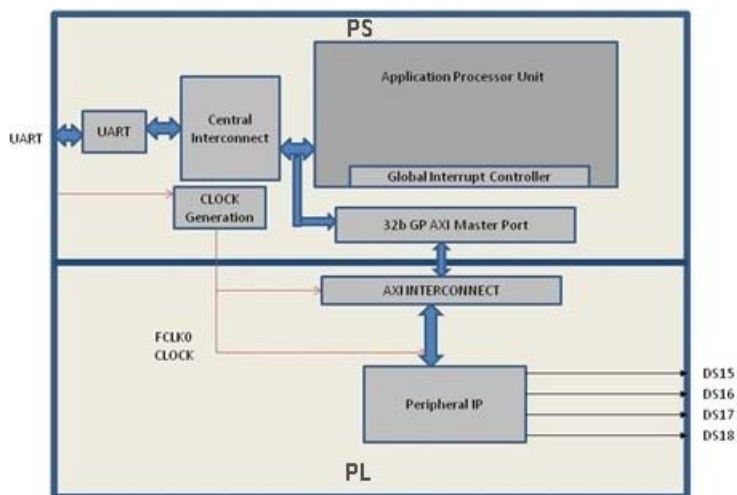 PS
Application Processor Unit
Central
Interconnect
UART
UART
Global Interrupt Controller
CLOCK
Generation
32b GP AXI Master Port
AXI INTERCONNECT
FCLK0
CLOCK
DS15
Peripheral IP
DS16
DS17
DS18
PL